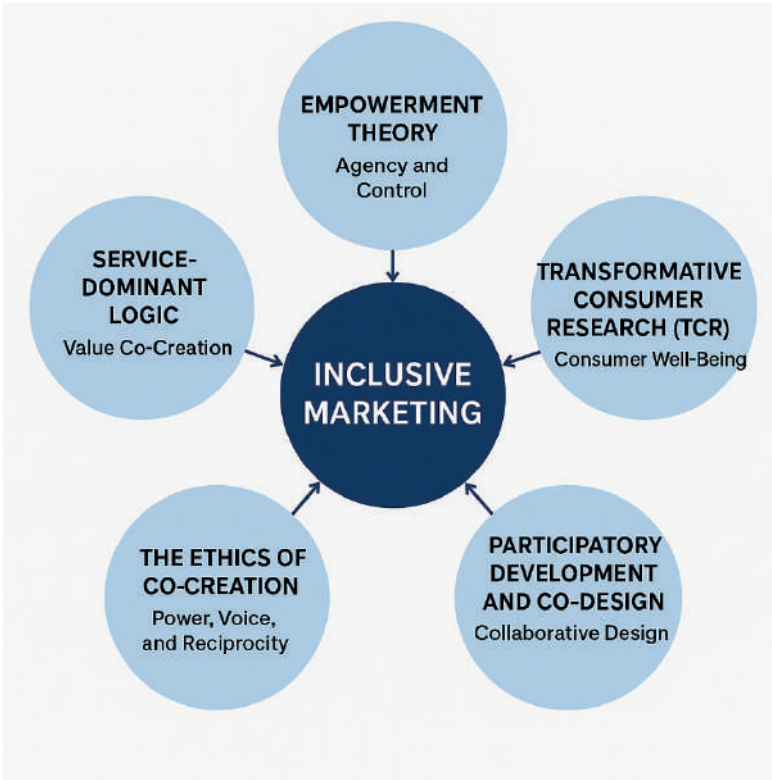 EMPOWERMENT
THEORY
Agency and
Control
SERVICE-
DOMINANT
LOGIC
Value Co-Creation
TRANSFORMATIVE
CONSUMER
RESEARCH (TCR)
Consumer Well-Being
INCLUSIVE
MARKETING
THE ETHICS OF
CO-CREATION
Power, Voice,
and Reciprocity
PARTICIPATORY
DEVELOPMENT
AND CO-DESIGN
Collaborative Design